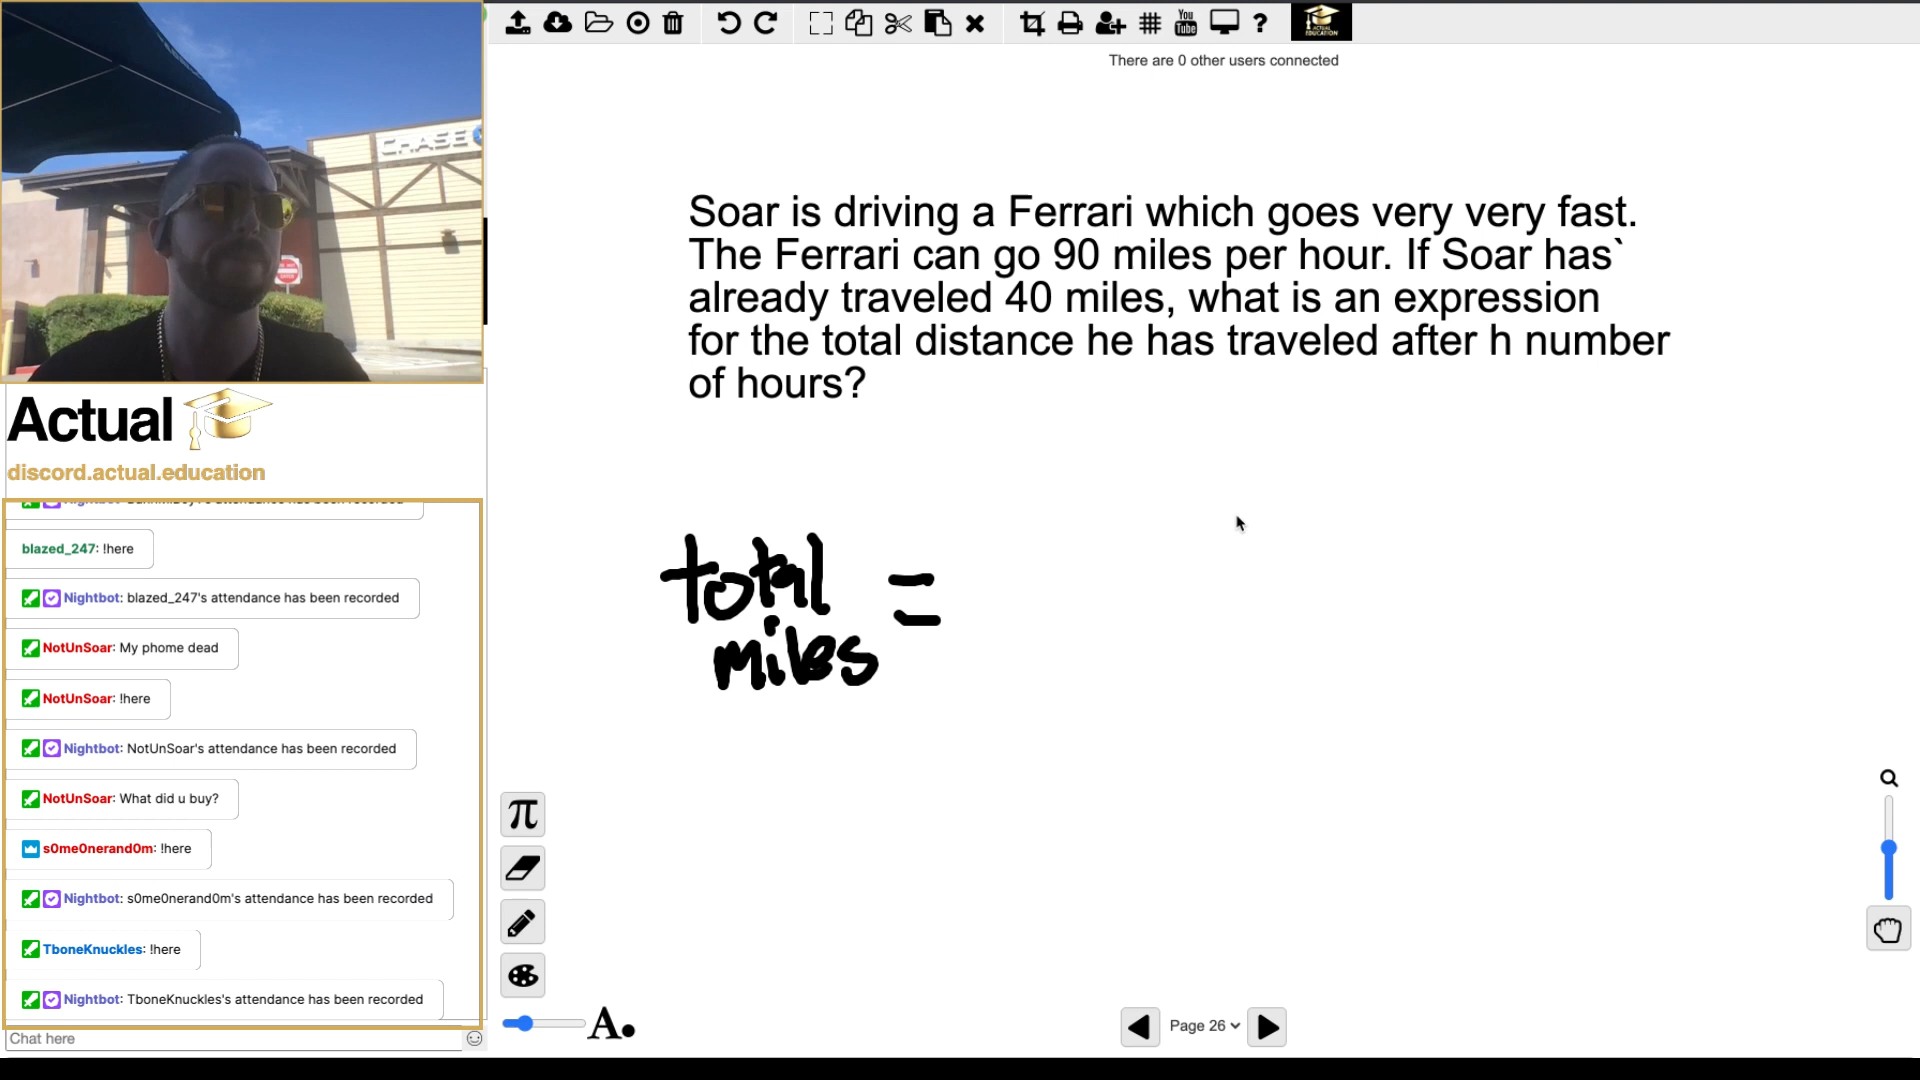 You
Tube
?
ACTUAL
EDUCATION
There are 0 other users connected
CHASE
Soar is driving a Ferrari which goes very very fast.
The Ferrari can go 90 miles per hour. If Soar has`
already traveled 40 miles, what is an expression
for the total distance he has traveled after h number
of hours?
Actual
discord.actual.education
blazed_247: !here
Nightbot: blazed_247's attendance has been recorded
NotUnSoar: My phome dead
NotUnSoar: !here
Nightbot: NotUnSoar's attendance has been recorded
NotUnSoar: What did u buy?
s0me0nerand0m: !here
Nightbot: s0me0nerand0m's attendance has been recorded
TboneKnuckles: !here
Nightbot: TboneKnuckles's attendance has been recorded
Chat here
total =
miles
π
A
Page 26